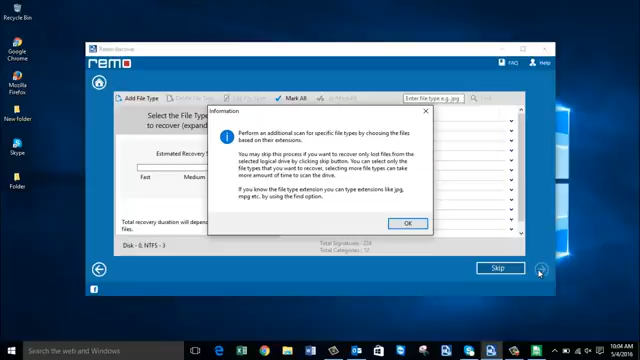 Recycle Bin
Google
Chrome
Mozilla
Firefox
New folder
Skype
Folder
Remo Recover
remo
FAQ
Help
Add File Type
Mark All
Enter file type e.g. jpg
Select the File Type
to recover (expand
Estimated Recovery
Fast
Medium
Total recovery duration will depend
files.
Disk - 0, NTFS - 3
Total Signatures - 224
Total Categories : 12
Information
Perform an additional scan for specific file types by choosing the files
based on their extensions.
You may skip this process if you want to recover only lost files from the
selected logical drive by clicking skip button. You can select only the
file types that you want to recover, selecting more file types can take
more amount of time to scan the drive.
If you know the file type extension you can type extensions like jpg,
mpg etc. by using the find option.
OK
Skip
Search the web and Windows
10:04 AM
5/4/2016